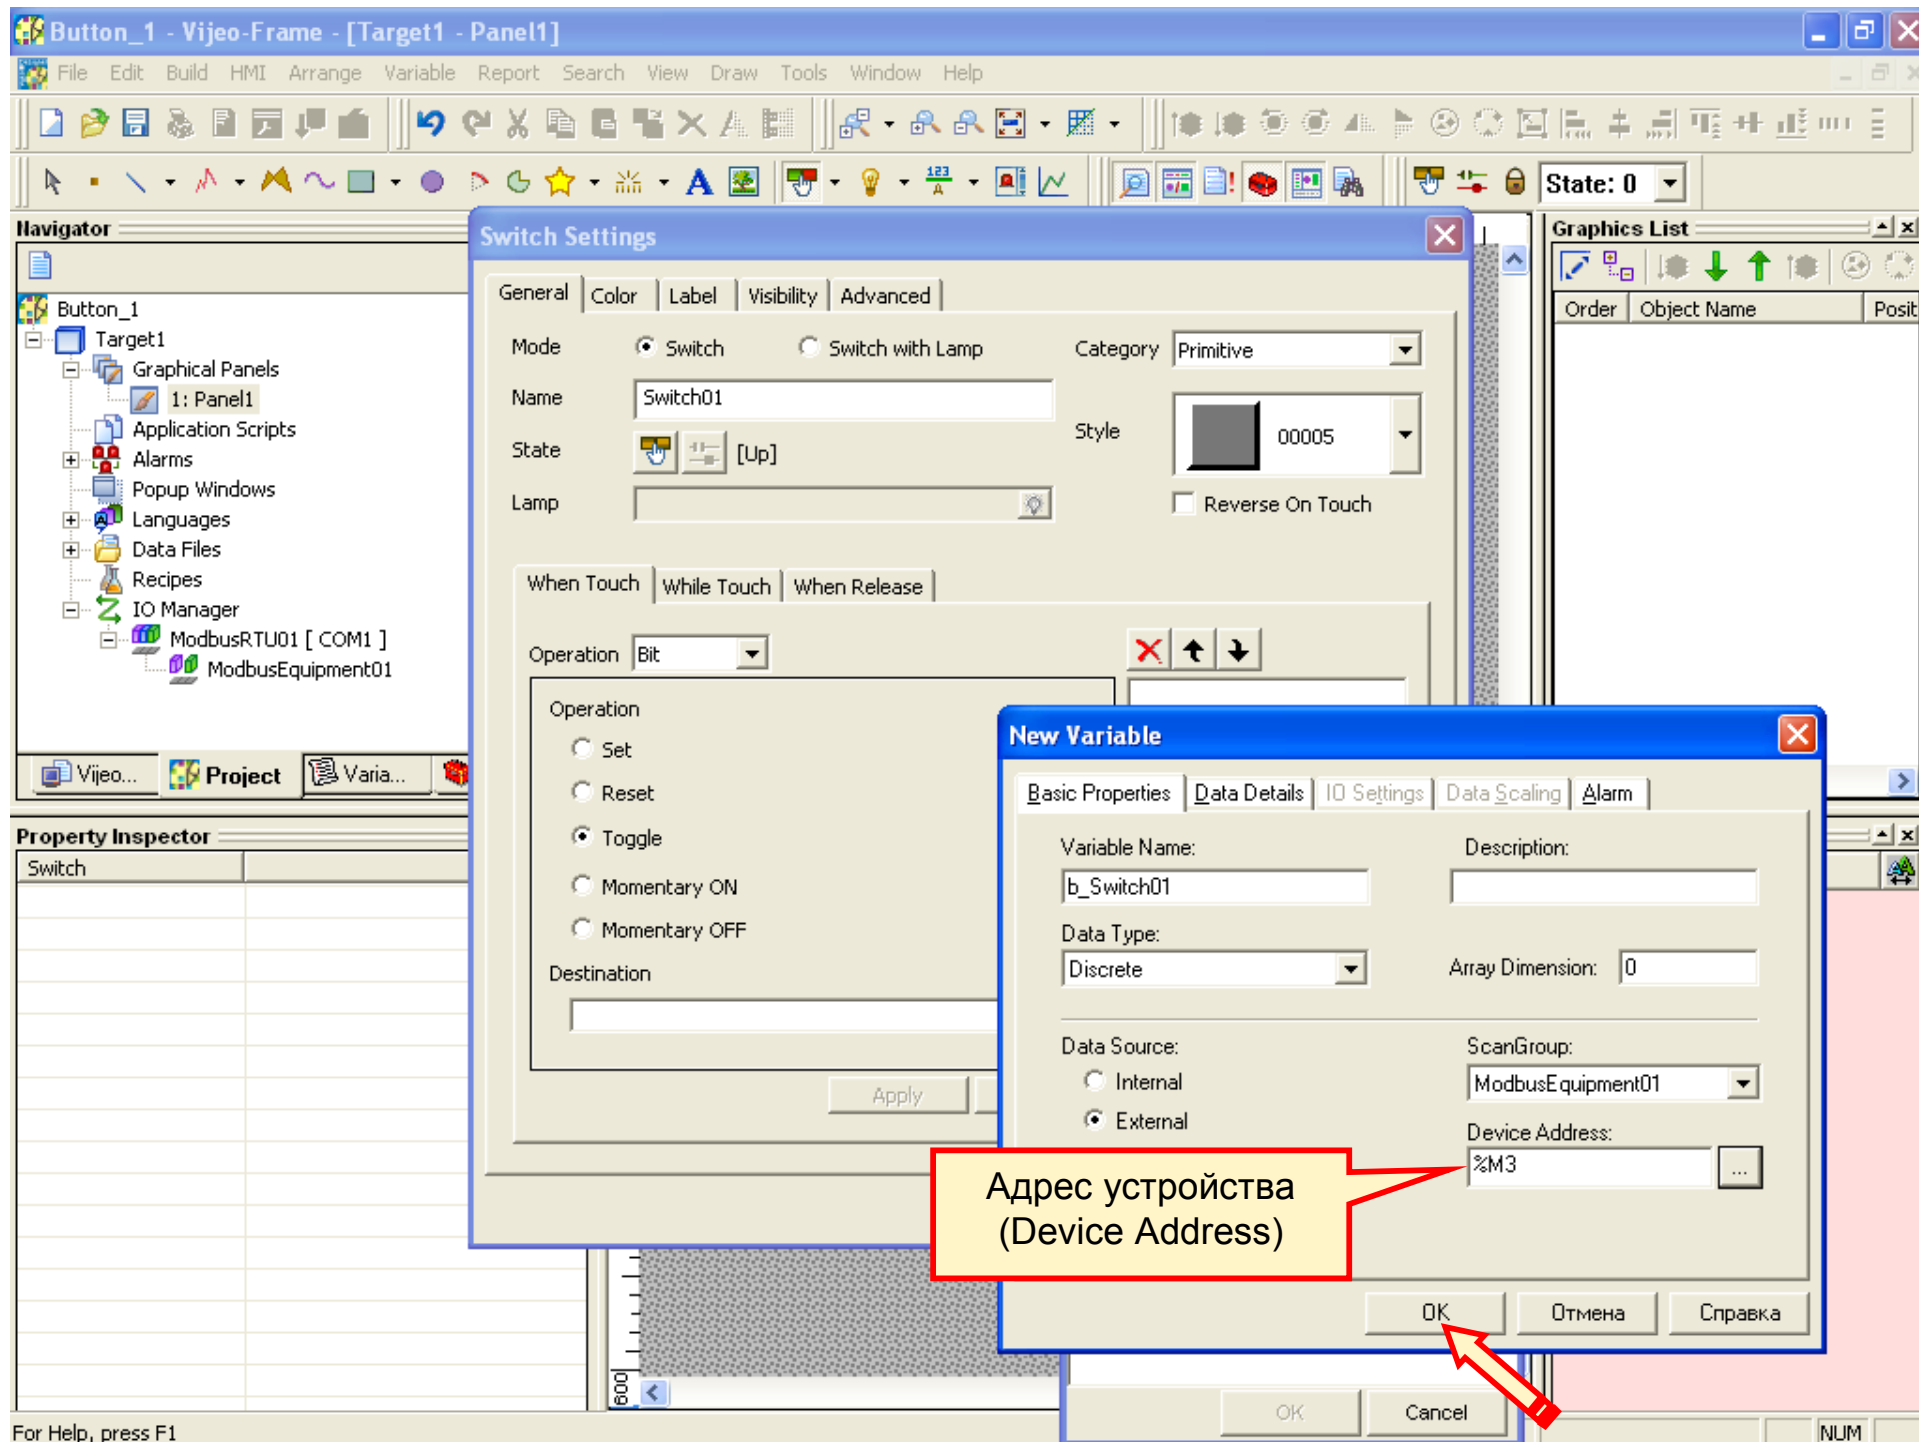 Button_1 - Vijeo-Frame - [Target1 - Panel1]
File Edit Build HMI Arrange Variable Report Search View Draw Tools Window Help
State: 0
Navigator
Button_1
Target1
Graphical Panels
1: Panel1
Application Scripts
Alarms
Popup Windows
Languages
Data Files
Recipes
IO Manager
ModbusRTU01 [ COM1 ]
ModbusEquipment01
Vijeo... Project Varia...
Property Inspector
Switch
Switch Settings
General Color Label Visibility Advanced
Mode Switch Switch with Lamp Category Primitive
Name Switch01
Style 00005
State [Up]
Lamp Reverse On Touch
When Touch While Touch When Release
Operation Bit
Operation
Set
Reset
Toggle
Momentary ON
Momentary OFF
Destination
Apply
Graphics List
Order Object Name Posit
New Variable
Basic Properties Data Details IO Settings Data Scaling Alarm
Variable Name: Description:
b_Switch01
Data Type:
Discrete Array Dimension: 0
Data Source: ScanGroup:
Internal ModbusEquipment01
External Device Address:
%M3 ...
Адрес устройства
(Device Address)
OK Отмена Справка
600
OK Cancel
For Help, press F1
NUM